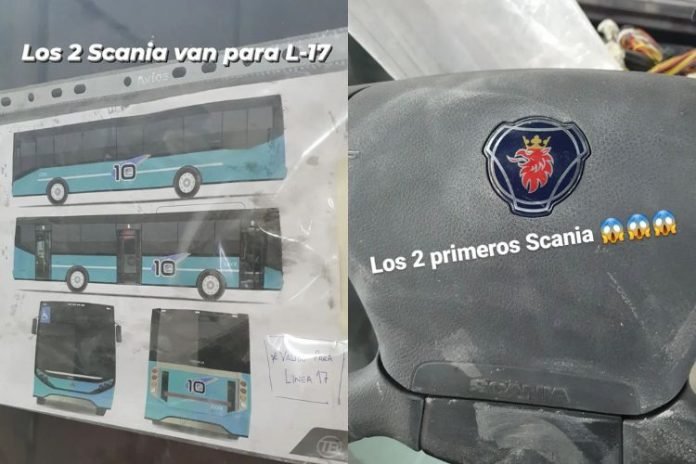 Los 2 Scania van para L-17
10
10
10
* VALIDO PARA
LINEA 17
Los 2 primeros Scania 😱😱😱
SCANIA